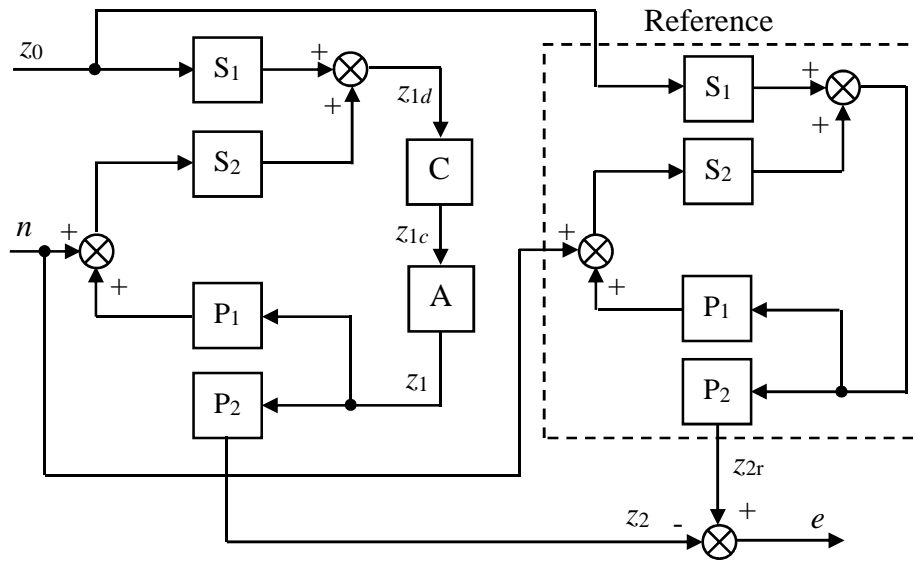 Reference
z0
S1
+
+
z1d
S1
+
+
S2
C
S2
n
+
+
z1c
A
+
+
P1
P1
z1
P2
P2
z2r
z2
-
+
e